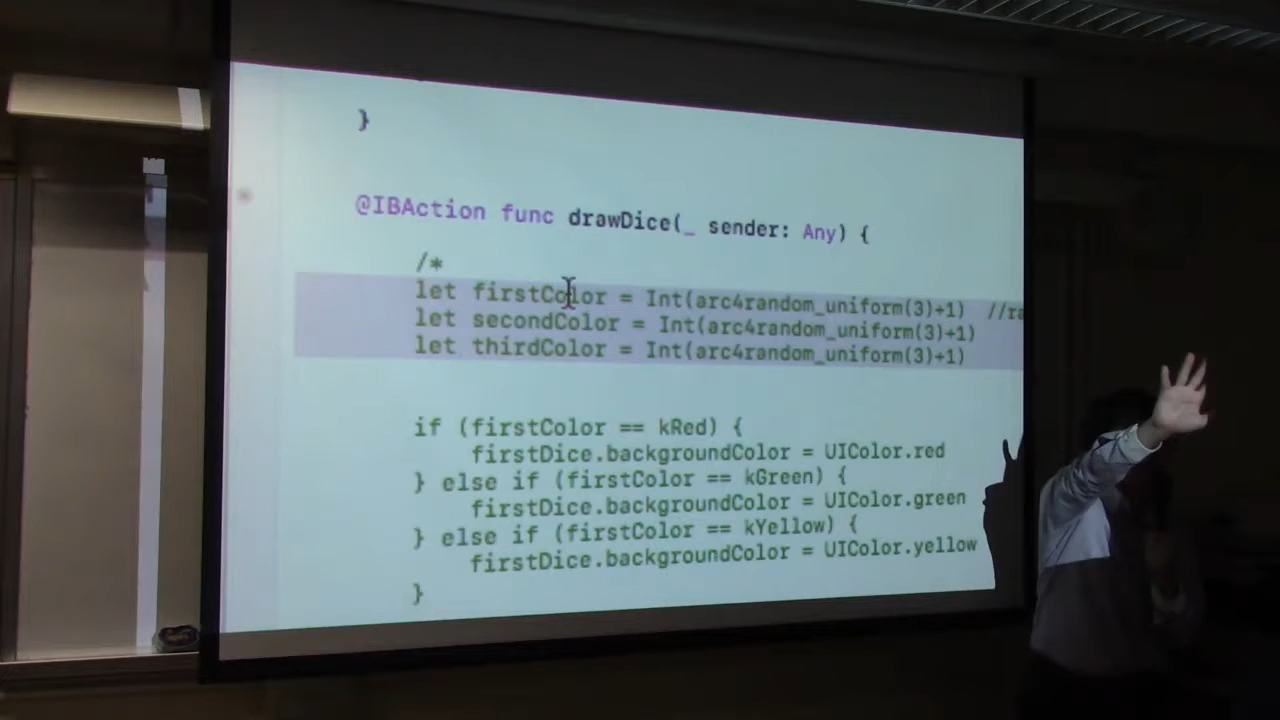 }
@IBAction func drawDice(_ sender: Any) {
/*
let firstColor = Int(arc4random_uniform(3)+1) //ra
let secondColor = Int(arc4random_uniform(3)+1)
let thirdColor = Int(arc4random_uniform(3)+1)
if (firstColor == kRed) {
firstDice.backgroundColor = UIColor.red
} else if (firstColor == kGreen) {
firstDice.backgroundColor = UIColor.green
} else if (firstColor == kYellow) {
firstDice.backgroundColor = UIColor.yellow
}